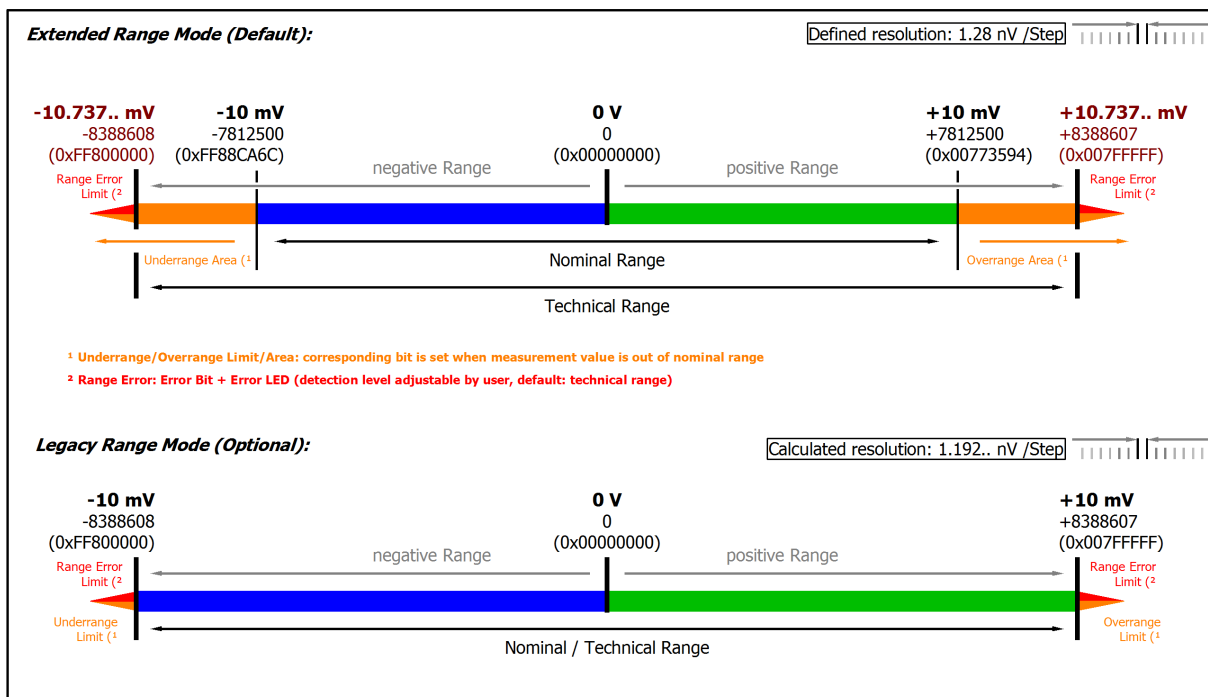 Extended Range Mode (Default):
Defined resolution: 1.28 nV /Step
-10.737.. mV
-8388608
(0xFF800000)
-10 mV
-7812500
(0xFF88CA6C)
0 V
0
(0x00000000)
+10 mV
+7812500
(0x00773594)
+10.737.. mV
+8388607
(0x007FFFFF)
negative Range
positive Range
Range Error
Limit (²
Range Error
Limit (²
Underrange Area (¹
Nominal Range
Overrange Area (¹
Technical Range
¹ Underrange/Overrange Limit/Area: corresponding bit is set when measurement value is out of nominal range
² Range Error: Error Bit + Error LED (detection level adjustable by user, default: technical range)
Legacy Range Mode (Optional):
Calculated resolution: 1.192.. nV /Step
-10 mV
-8388608
(0xFF800000)
0 V
0
(0x00000000)
+10 mV
+8388607
(0x007FFFFF)
negative Range
positive Range
Range Error
Limit (²
Range Error
Limit (²
Underrange
Limit (¹
Overrange
Limit (¹
Nominal / Technical Range